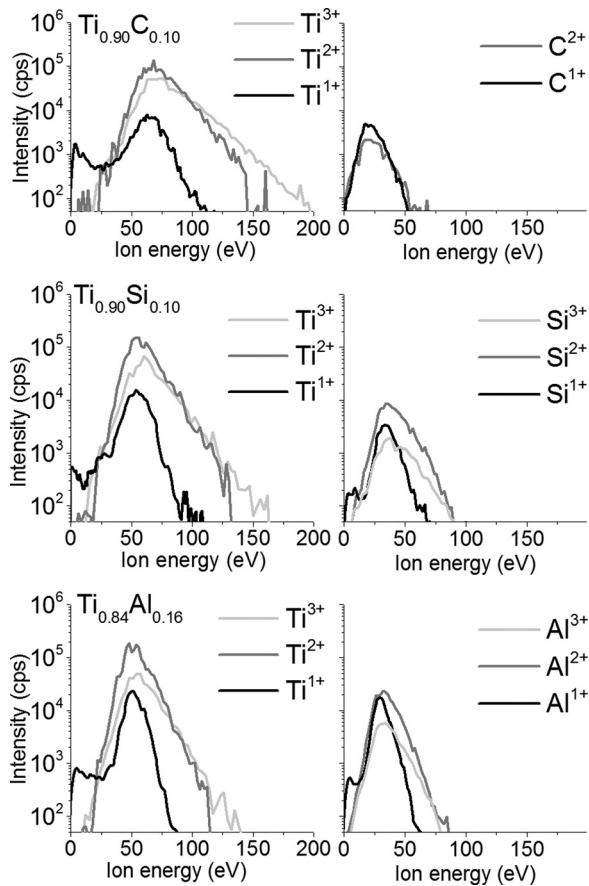 Ti0.90C0.10
Ti3+
Ti2+
Ti1+
C2+
C1+
Intensity (cps)
10^6
10^5
10^4
10^3
10^2
0 50 100 150 200
0 50 100 150
Ion energy (eV)
Ion energy (eV)
Ti0.90Si0.10
Ti3+
Ti2+
Ti1+
Si3+
Si2+
Si1+
Intensity (cps)
10^6
10^5
10^4
10^3
10^2
0 50 100 150 200
0 50 100 150
Ion energy (eV)
Ion energy (eV)
Ti0.84Al0.16
Ti3+
Ti2+
Ti1+
Al3+
Al2+
Al1+
Intensity (cps)
10^6
10^5
10^4
10^3
10^2
0 50 100 150 200
0 50 100 150
Ion energy (eV)
Ion energy (eV)